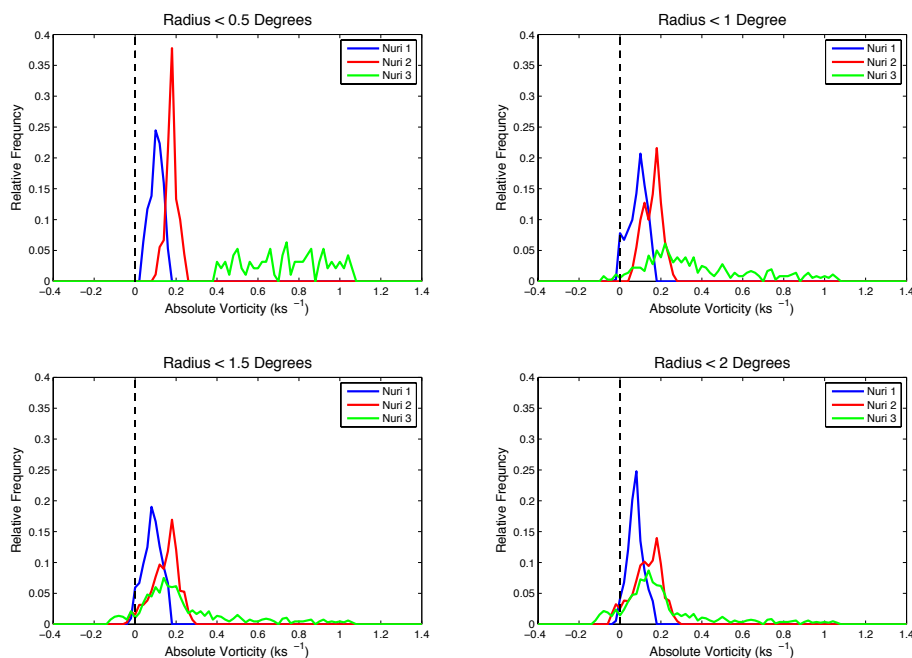 Radius < 0.5 Degrees
0.4
0.35
0.3
0.25
0.2
0.15
0.1
0.05
0
Relative Frequncy
Nuri 1
Nuri 2
Nuri 3
−0.4 −0.2 0 0.2 0.4 0.6 0.8 1 1.2 1.4
Absolute Vorticity (ks −1)
Radius < 1 Degree
0.4
0.35
0.3
0.25
0.2
0.15
0.1
0.05
0
Relative Frequncy
Nuri 1
Nuri 2
Nuri 3
−0.4 −0.2 0 0.2 0.4 0.6 0.8 1 1.2 1.4
Absolute Vorticity (ks −1)
Radius < 1.5 Degrees
0.4
0.35
0.3
0.25
0.2
0.15
0.1
0.05
0
Relative Frequncy
Nuri 1
Nuri 2
Nuri 3
−0.4 −0.2 0 0.2 0.4 0.6 0.8 1 1.2 1.4
Absolute Vorticity (ks −1)
Radius < 2 Degrees
0.4
0.35
0.3
0.25
0.2
0.15
0.1
0.05
0
Relative Frequncy
Nuri 1
Nuri 2
Nuri 3
−0.4 −0.2 0 0.2 0.4 0.6 0.8 1 1.2 1.4
Absolute Vorticity (ks −1)